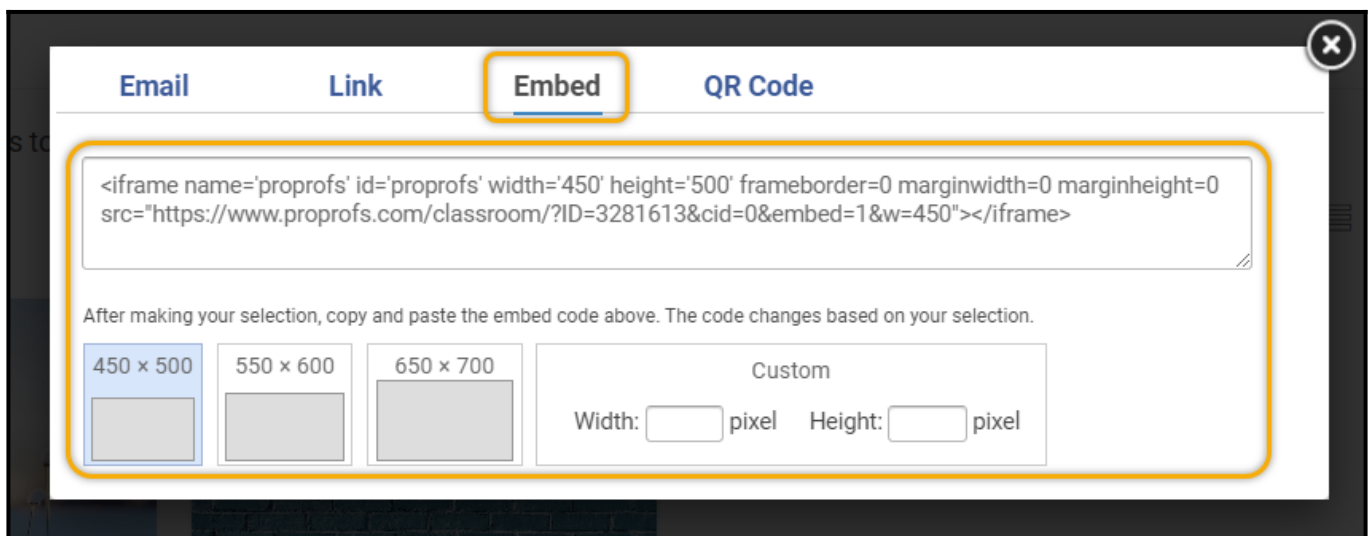 Email Link Embed QR Code
s to
<iframe name='proprofs' id='proprofs' width='450' height='500' frameborder=0 marginwidth=0 marginheight=0
src="https://www.proprofs.com/classroom/?ID=3281613&cid=0&embed=1&w=450"></iframe>
After making your selection, copy and paste the embed code above. The code changes based on your selection.
450 × 500 550 × 600 650 × 700 Custom
Width: pixel Height: pixel